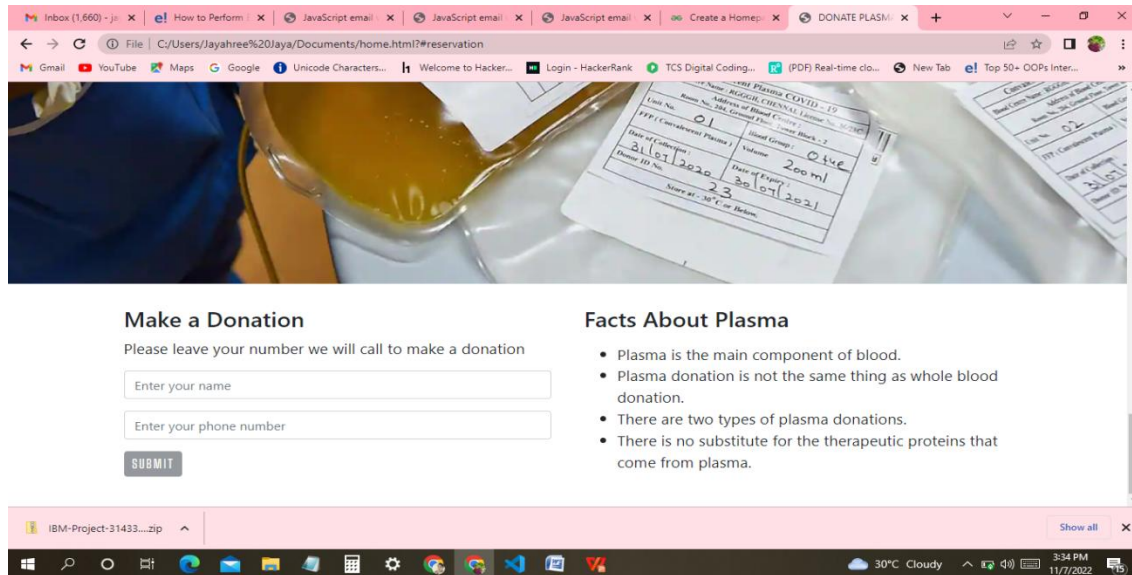 Inbox (1,660) - ja
e! How to Perform E
JavaScript email v
JavaScript email
JavaScript email
Create a Homep
DONATE PLASM
File | C:/Users/Jayahree%20Jaya/Documents/home.html?#reservation
Gmail YouTube Maps Google Unicode Characters... Welcome to Hacker... Login - HackerRank TCS Digital Coding... (PDF) Real-time clo... New Tab e! Top 50+ OOPs Inter... »
Plasma COVID - 19
Unit No. 01 Blood Group : O +ve
FFP ( Convalescent Plasma ) Volume 200 ml
Date of Collection : 31/07/2020 Date of Expiry : 30/07/2021
Donor ID No. 23
Store at - 30°C or Below.
02
Make a Donation
Please leave your number we will call to make a donation
Enter your name
Enter your phone number
SUBMIT
Facts About Plasma
• Plasma is the main component of blood.
• Plasma donation is not the same thing as whole blood
donation.
• There are two types of plasma donations.
• There is no substitute for the therapeutic proteins that
come from plasma.
IBM-Project-31433....zip
Show all
30°C Cloudy
3:34 PM
11/7/2022
15